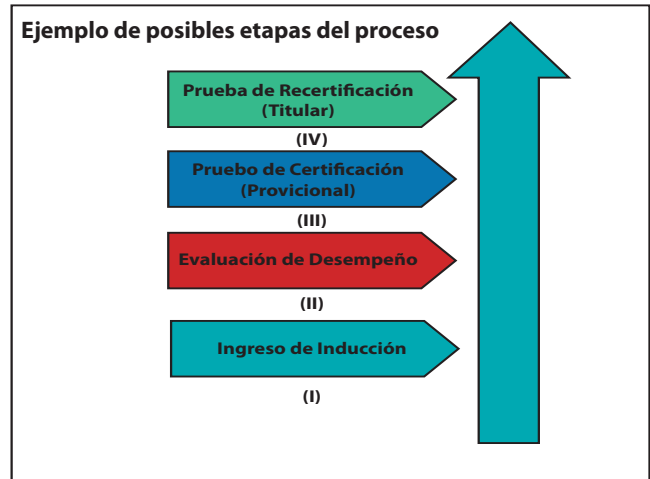 Ejemplo de posibles etapas del proceso
Prueba de Recertificación
(Titular)
(IV)
Pruebo de Certificación
(Provicional)
(III)
Evaluación de Desempeño
(II)
Ingreso de Inducción
(I)